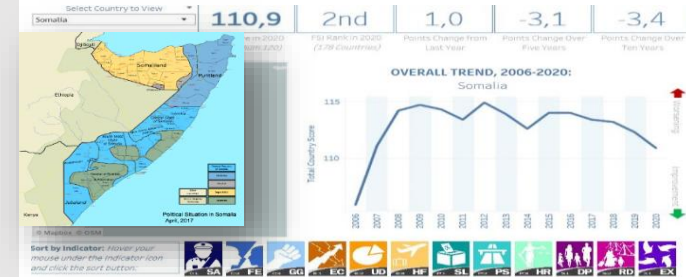 Select Country to View
Somalia
110,9
2nd
1,0
-3,1
-3,4
FSI Rank in 2020
Points Change from
Points Change Over
Points Change Over
(178 Countries)
Last Year
Five Years
Ten Years
OVERALL TREND, 2006-2020:
Somalia
Total Country Score
115
110
2006
2007
2008
2009
2010
2011
2012
2013
2014
2015
2016
2017
2018
2019
2020
Worsening
Improvement
Djibouti
Somaliland
Puntland
Ethiopia
Jubaland
Kenya
Political Situation in Somalia
April, 2017
© Mapbox © OSM
Sort by Indicator: Hover your
mouse under the indicator icon
and click the sort button:
SA
FE
GG
EC
UD
HF
SL
PS
HR
DP
RD
EX